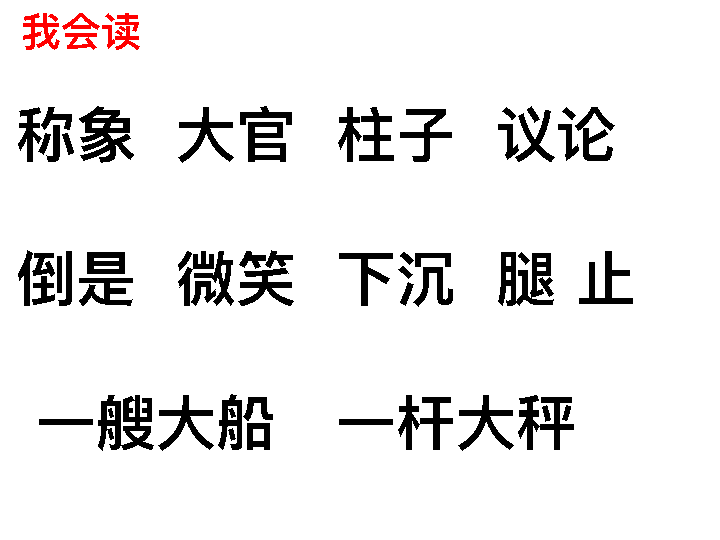 我会读
称象 大官 柱子 议论
倒是 微笑 下沉 腿 止
一艘大船 一杆大秤